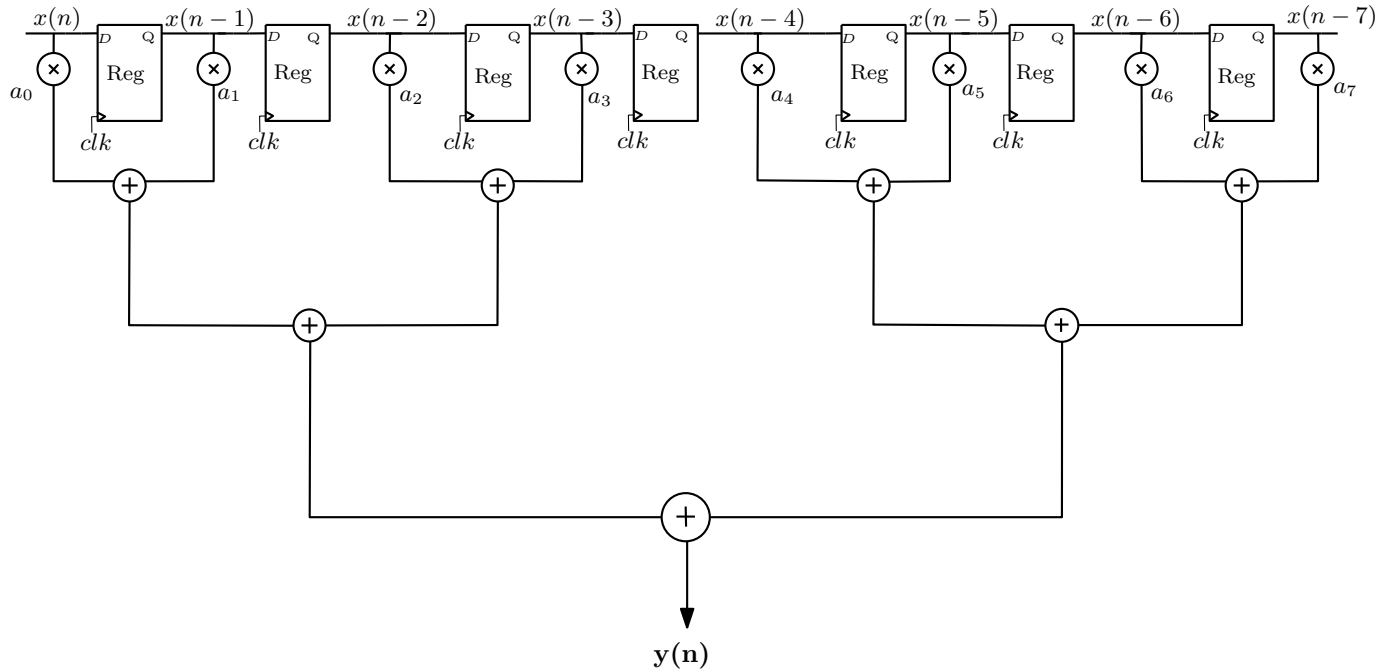 x(n) x(n − 1) x(n − 2) x(n − 3) x(n − 4) x(n − 5) x(n − 6) x(n − 7)
D Q D Q D Q D Q D Q D Q D Q
Reg Reg Reg Reg Reg Reg Reg
a₀ a₁ a₂ a₃ a₄ a₅ a₆ a₇
clk clk clk clk clk clk clk
y(n)